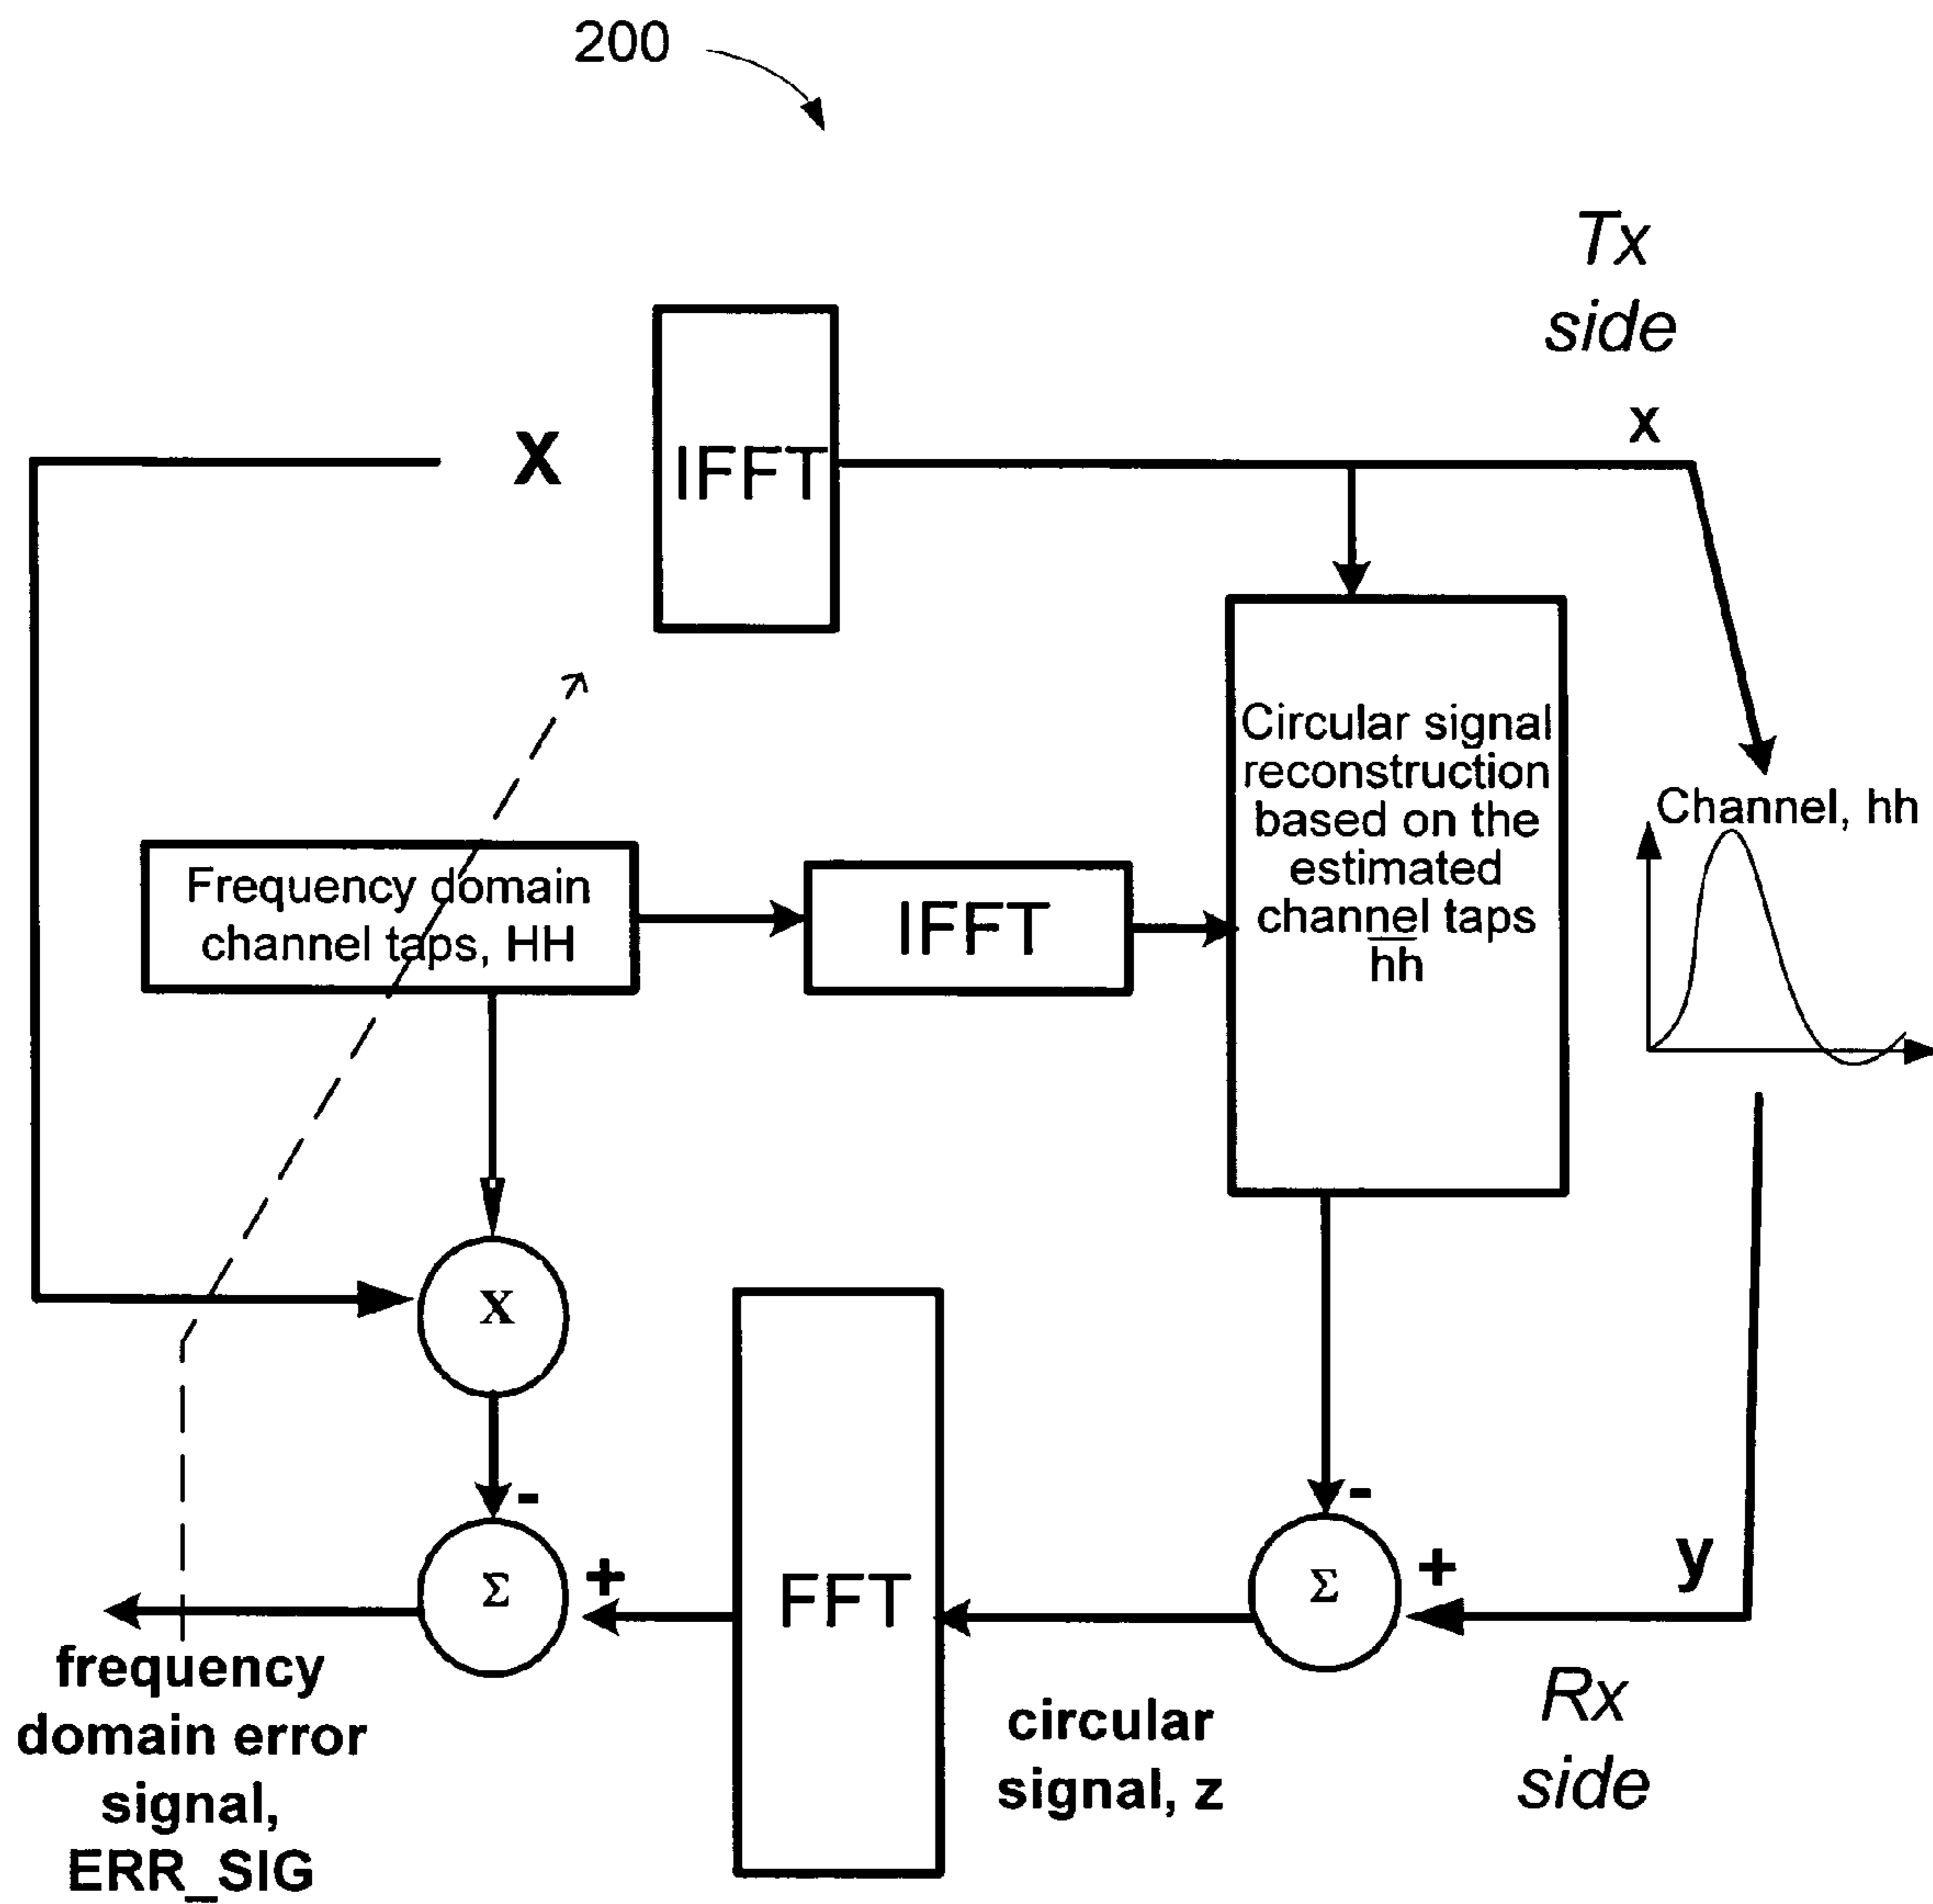 200
Tx
side
x
X
IFFT
Circular signal
reconstruction
based on the
estimated
channel taps
h̅h̅
Channel, hh
Frequency domain
channel taps, HH
IFFT
X
-
-
Σ
+
FFT
Σ
+
y
frequency
domain error
signal,
ERR_SIG
circular
signal, z
Rx
side